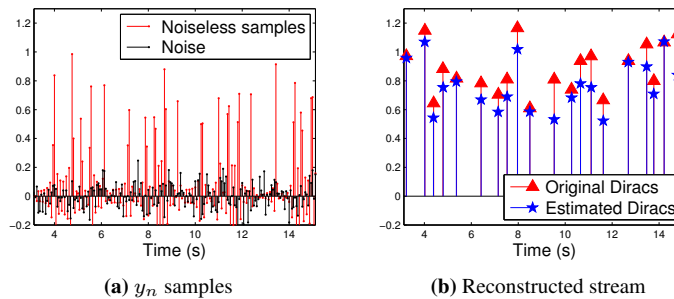 1.2
1
0.8
0.6
0.4
0.2
0
−0.2
Noiseless samples
Noise
4 6 8 10 12 14
Time (s)
(a) yn samples
1.2
1
0.8
0.6
0.4
0.2
0
−0.2
Original Diracs
Estimated Diracs
4 6 8 10 12 14
Time (s)
(b) Reconstructed stream